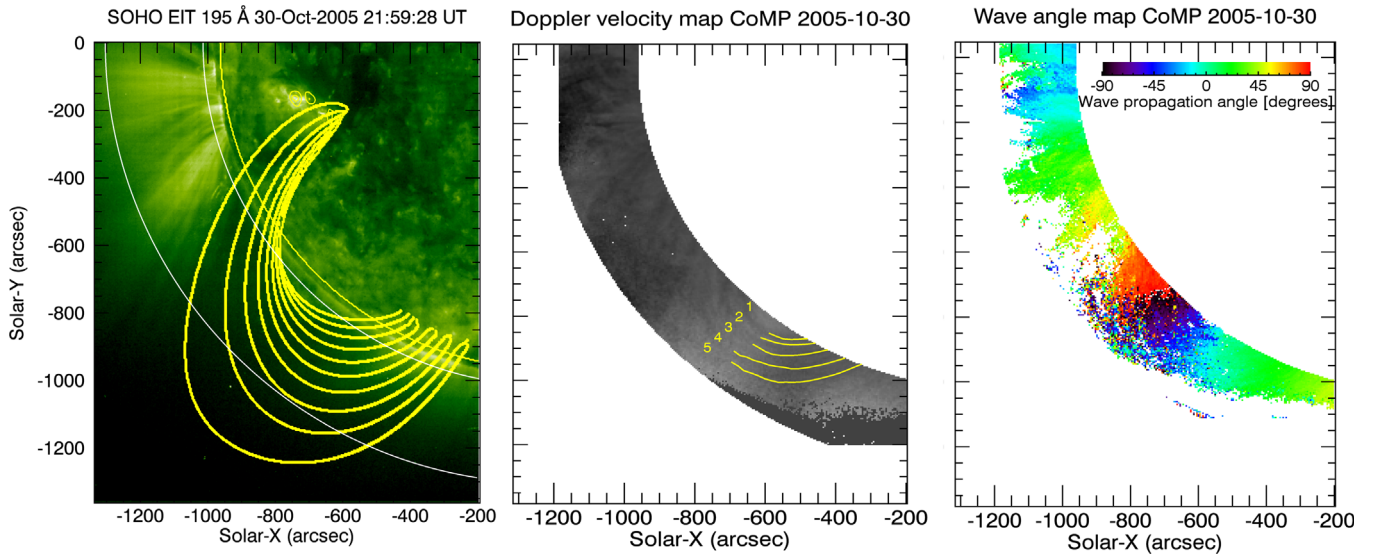 SOHO EIT 195 Å 30-Oct-2005 21:59:28 UT
0
-200
-400
-600
-800
-1000
-1200
Solar-Y (arcsec)
-1200 -1000 -800 -600 -400 -200
Solar-X (arcsec)
Doppler velocity map CoMP 2005-10-30
1
2
3
4
5
-1200 -1000 -800 -600 -400 -200
Solar-X (arcsec)
Wave angle map CoMP 2005-10-30
-90 -45 0 45 90
Wave propagation angle [degrees]
-1200 -1000 -800 -600 -400 -200
Solar-X (arcsec)